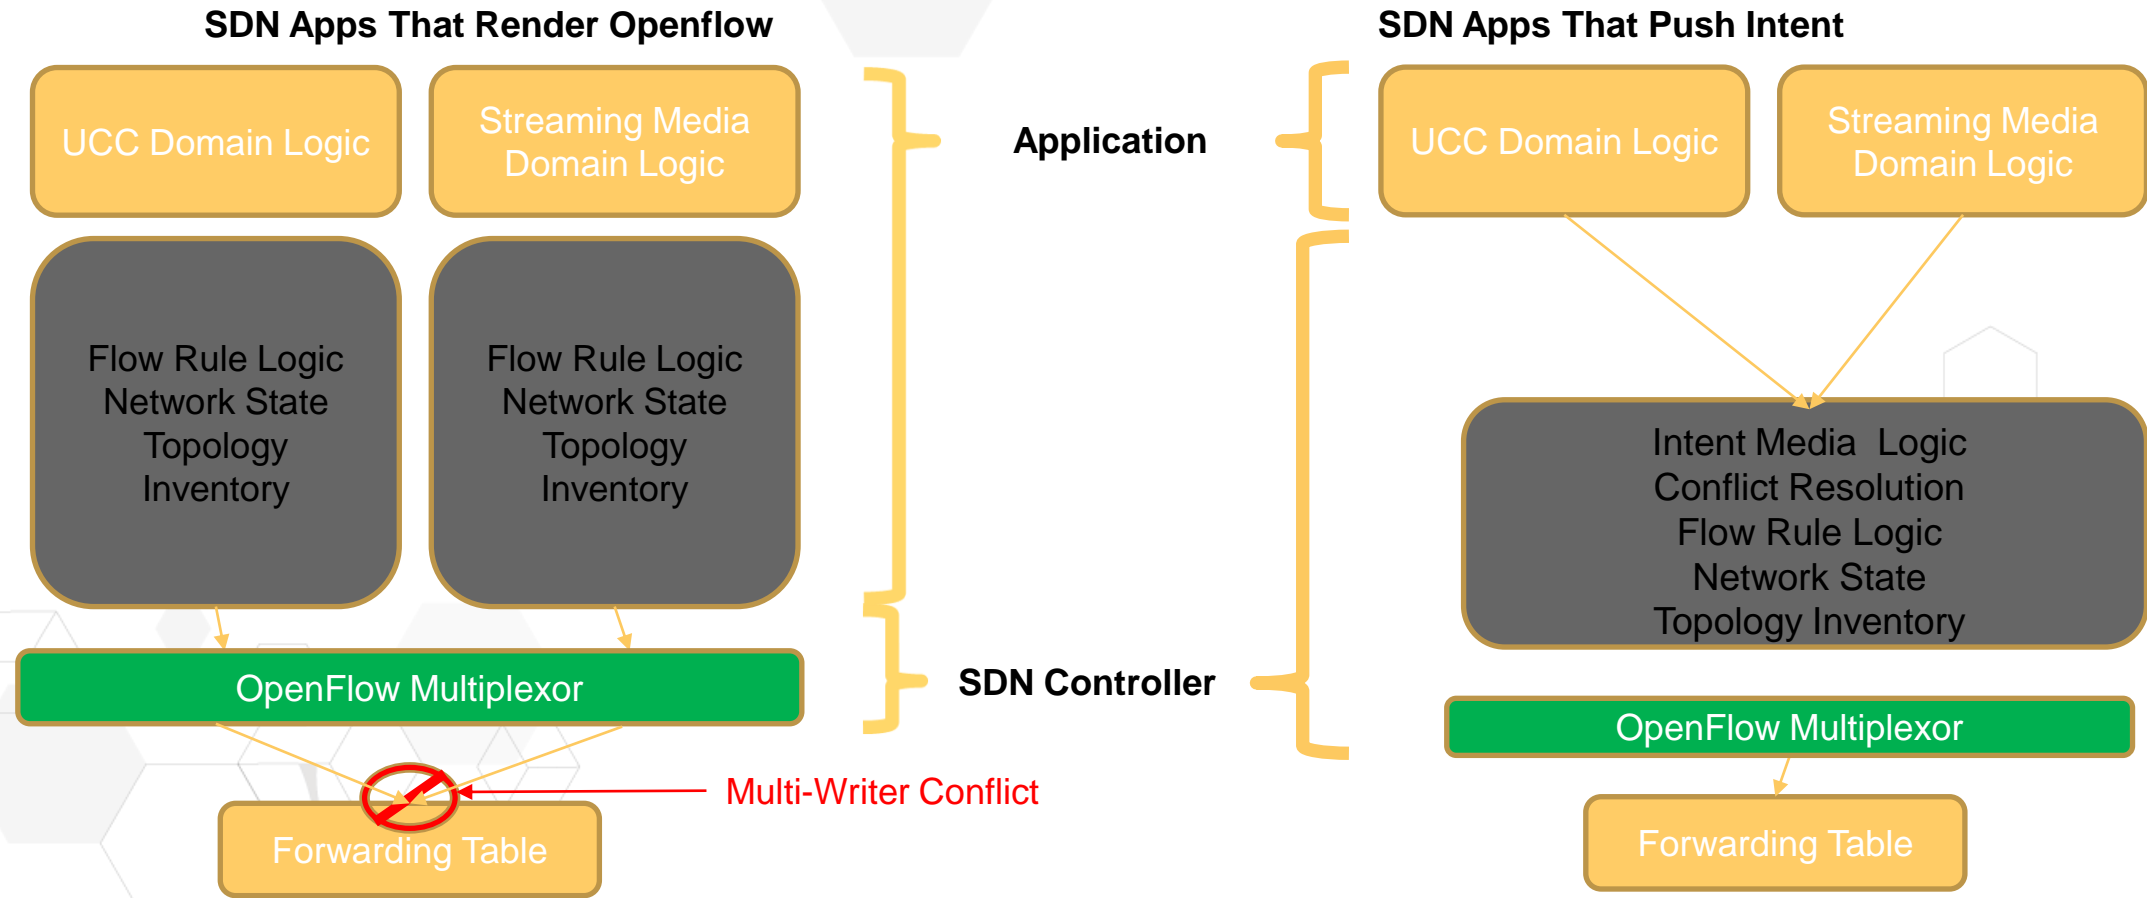 SDN Apps That Render Openflow
UCC Domain Logic
Streaming Media
Domain Logic
Flow Rule Logic
Network State
Topology
Inventory
Flow Rule Logic
Network State
Topology
Inventory
OpenFlow Multiplexor
Multi-Writer Conflict
Forwarding Table
Application
SDN Controller
SDN Apps That Push Intent
UCC Domain Logic
Streaming Media
Domain Logic
Intent Media  Logic
Conflict Resolution
Flow Rule Logic
Network State
Topology Inventory
OpenFlow Multiplexor
Forwarding Table